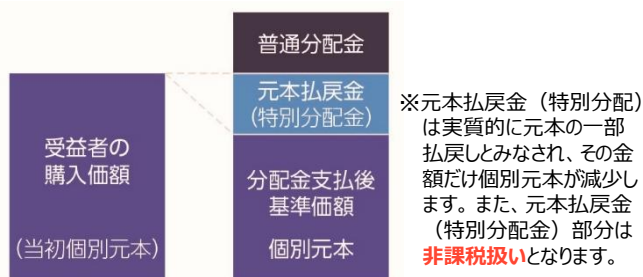 普通分配金
元本払戻金
(特別分配金)
受益者の
購入価額
(当初個別元本)
分配金支払後
基準価額
個別元本
※元本払戻金（特別分配）
は実質的に元本の一部
払戻しとみなされ、その金
額だけ個別元本が減少し
ます。また、元本払戻金
（特別分配金）部分は
非課税扱いとなります。